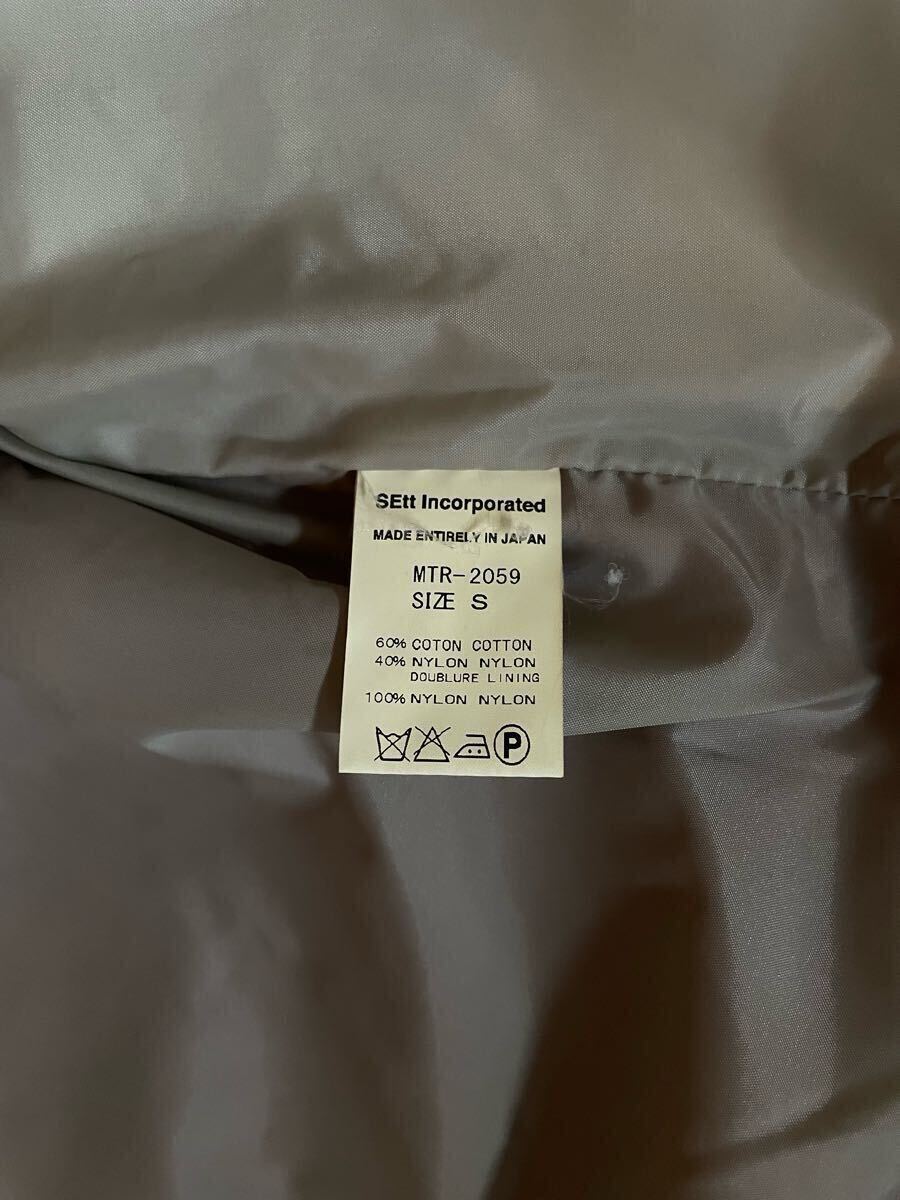 SEtt Incorporated
MADE ENTIRELY IN JAPAN
MTR-2059
SIZE S
60% COTON COTTON
40% NYLON NYLON
DOUBLURE LINING
100% NYLON NYLON
P